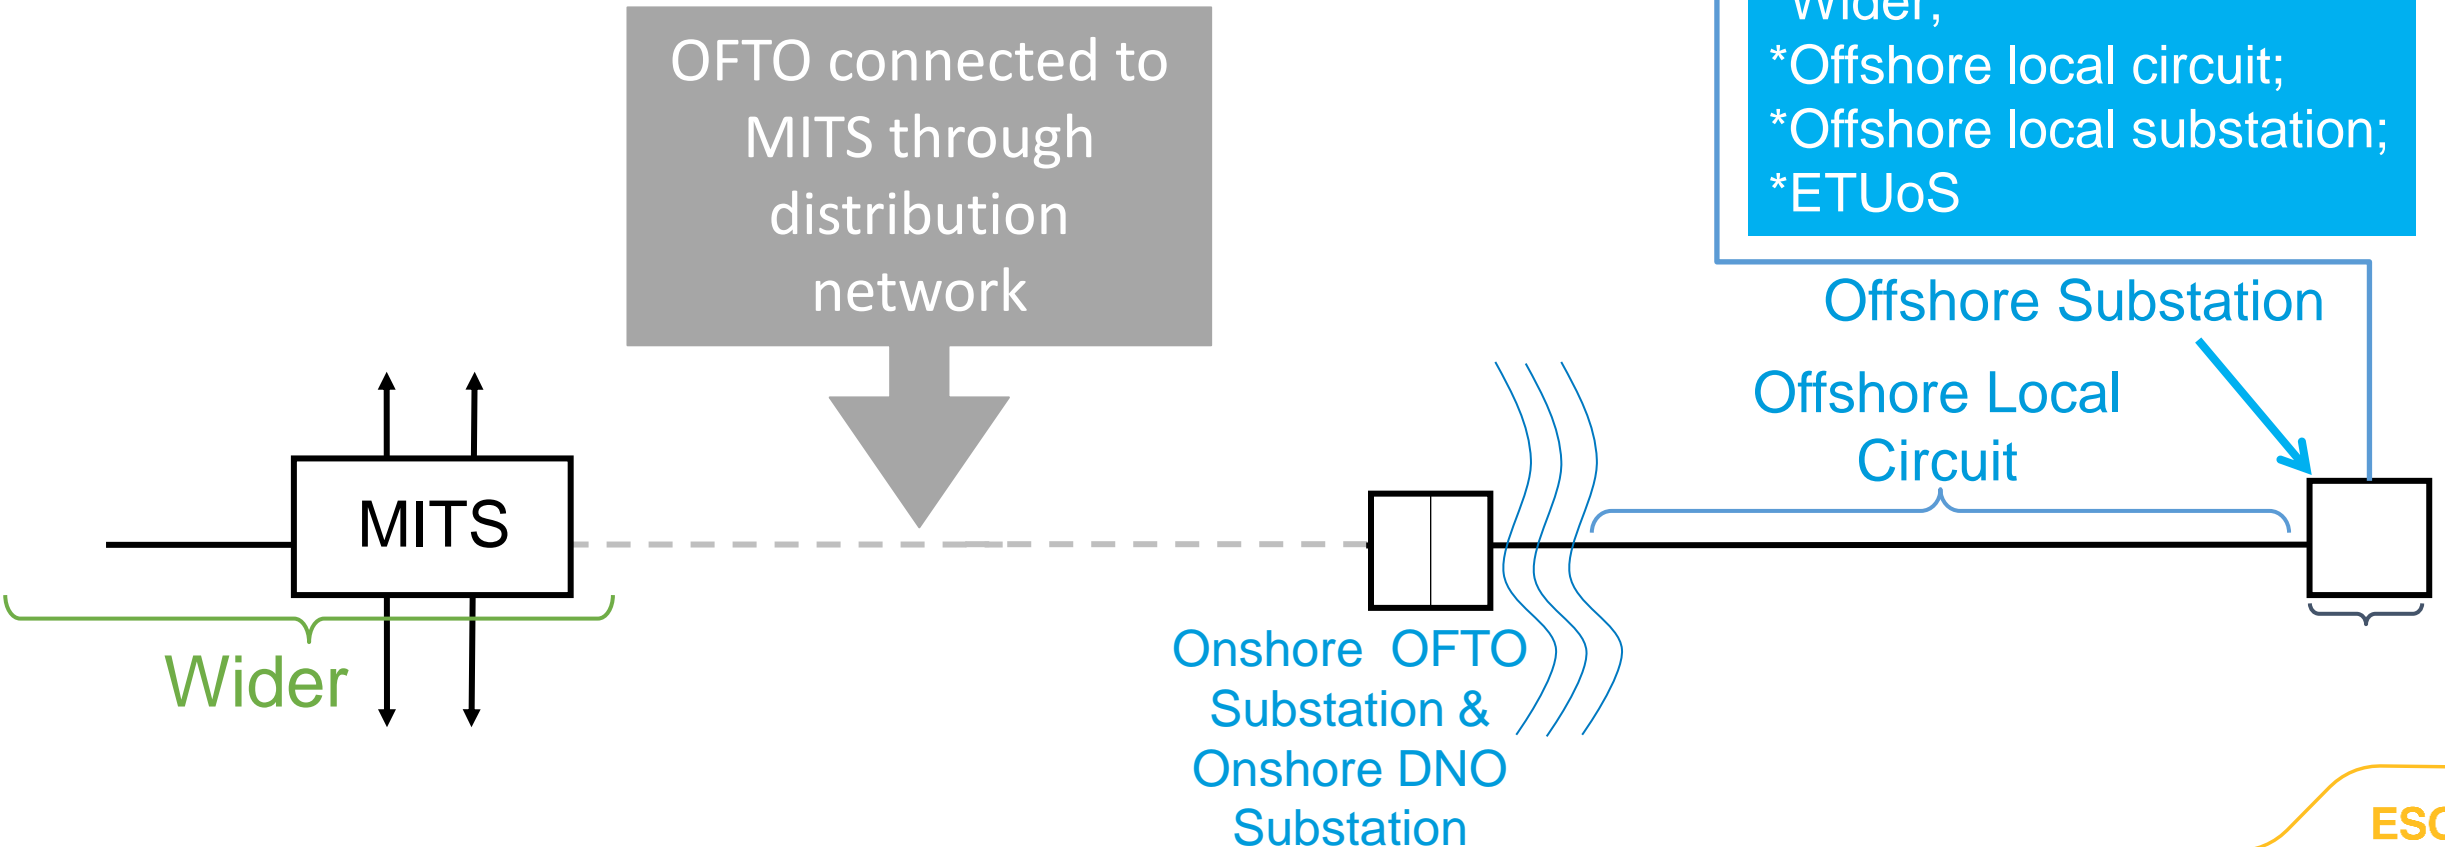 Wider;
OFTO connected to
MITS through
distribution
network
*Offshore local circuit;
*Offshore local substation;
*ETUoS
Offshore Substation
Offshore Local
Circuit
MITS
Wider
Onshore OFTO
Substation &
Onshore DNO
Substation